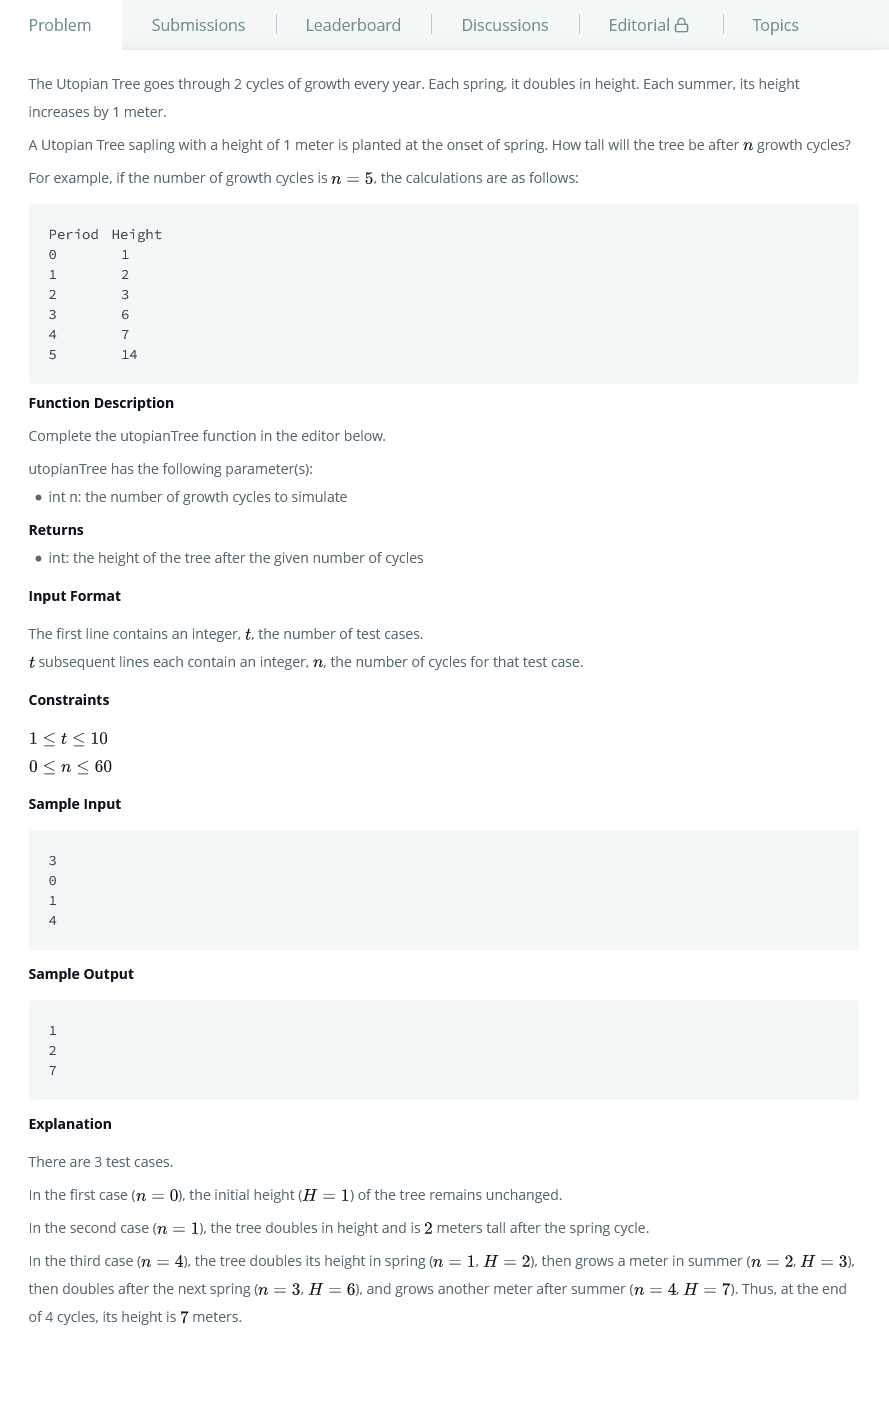 Problem Submissions Leaderboard Discussions Editorial Topics
The Utopian Tree goes through 2 cycles of growth every year. Each spring, it doubles in height. Each summer, its height
increases by 1 meter.
A Utopian Tree sapling with a height of 1 meter is planted at the onset of spring. How tall will the tree be after n growth cycles?
For example, if the number of growth cycles is n = 5, the calculations are as follows:
Period Height
0 1
1 2
2 3
3 6
4 7
5 14
Function Description
Complete the utopianTree function in the editor below.
utopianTree has the following parameter(s):
• int n: the number of growth cycles to simulate
Returns
• int: the height of the tree after the given number of cycles
Input Format
The first line contains an integer, t, the number of test cases.
t subsequent lines each contain an integer, n, the number of cycles for that test case.
Constraints
1 ≤ t ≤ 10
0 ≤ n ≤ 60
Sample Input
3
0
1
4
Sample Output
1
2
7
Explanation
There are 3 test cases.
In the first case (n = 0), the initial height (H = 1) of the tree remains unchanged.
In the second case (n = 1), the tree doubles in height and is 2 meters tall after the spring cycle.
In the third case (n = 4), the tree doubles its height in spring (n = 1, H = 2), then grows a meter in summer (n = 2, H = 3),
then doubles after the next spring (n = 3, H = 6), and grows another meter after summer (n = 4, H = 7). Thus, at the end
of 4 cycles, its height is 7 meters.